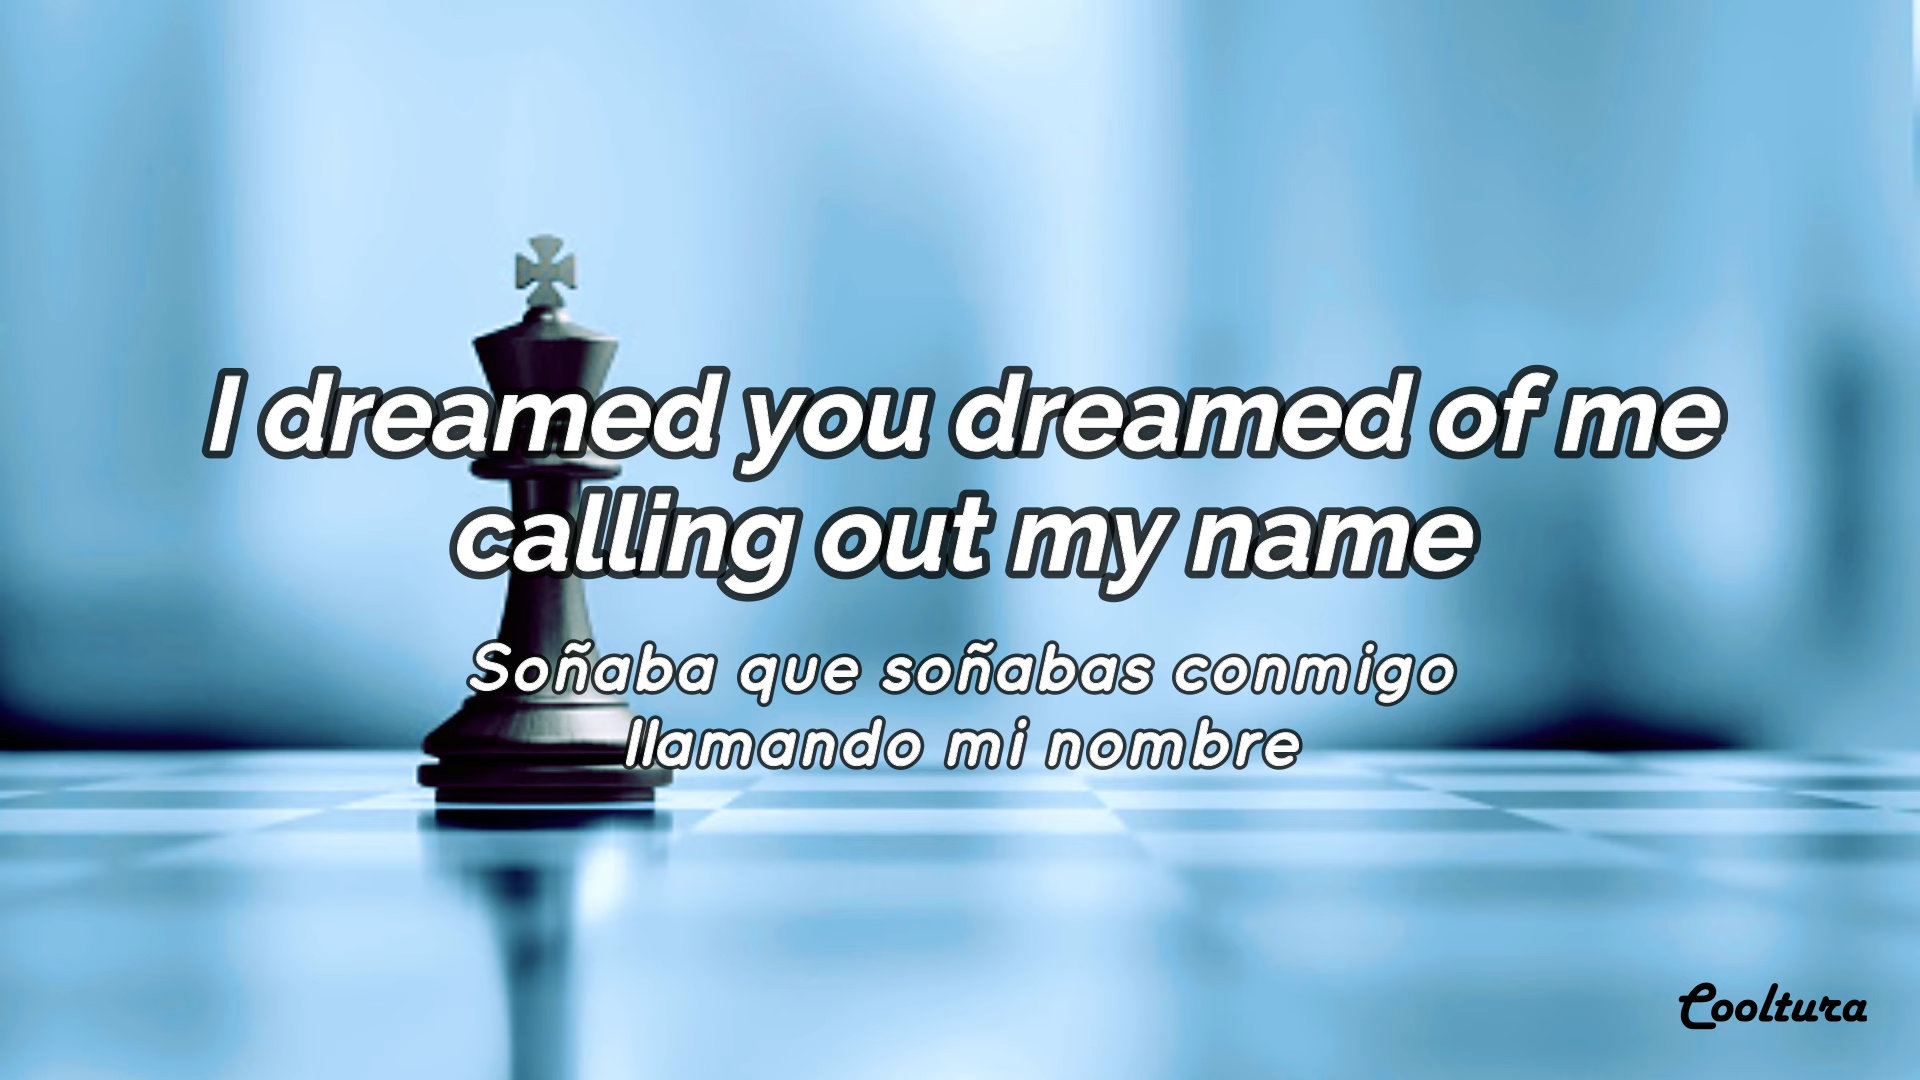 I dreamed you dreamed of me
calling out my name
Soñaba que soñabas conmigo
llamando mi nombre
Cooltura